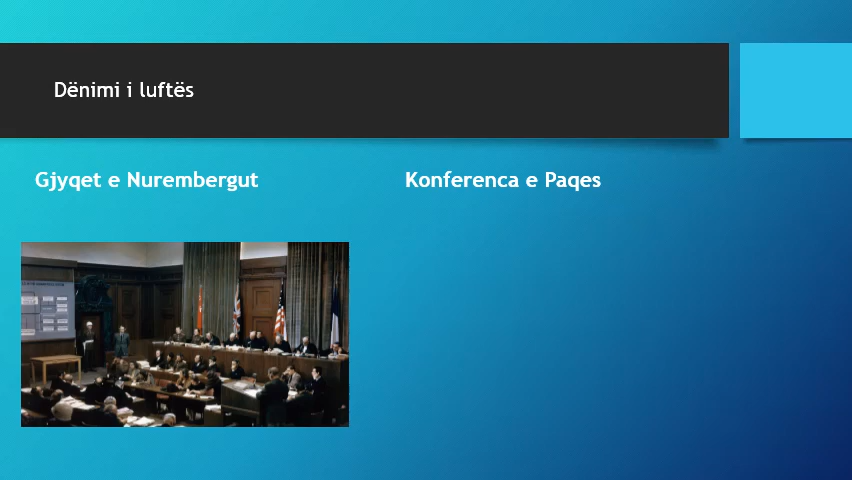 Dënimi i luftës
Gjyqet e Nurembergut
Konferenca e Paqes